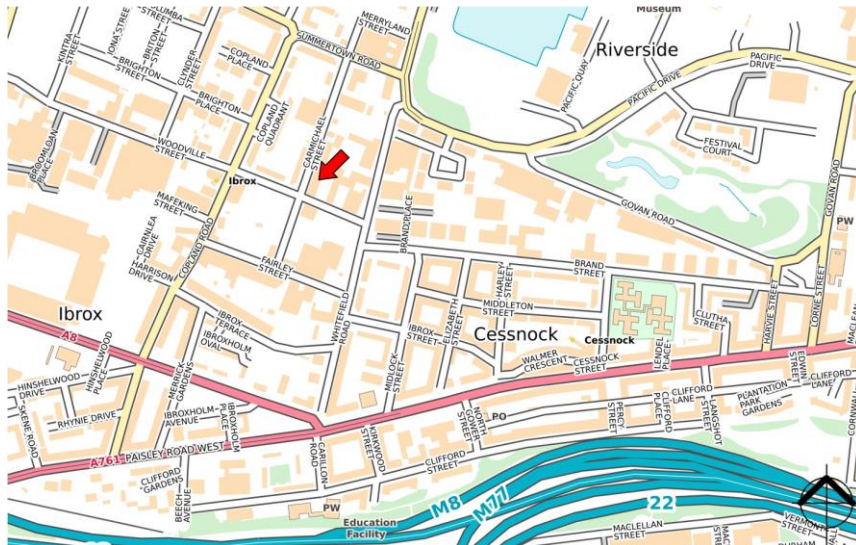 Museum
LUMBA
IONA STREET
BRITON STREET
KINTRA STREET
CLYNDER STREET
COPLAND PLACE
MERRYLAND STREET
SUMMERTOWN ROAD
Riverside
PACIFIC DRIVE
PACIFIC QUAY
PACIFIC DRIVE
BRIGHTON STREET
BRIGHTON PLACE
COPLAND QUADRANT
CARMICHAEL STREET
FESTIVAL COURT
BROOMLOAN PLACE
WOODVILLE STREET
Ibrox
GOVAN ROAD
GOVAN ROAD
PW
MAFEKING STREET
CAIRNLEA DRIVE
COPLAND ROAD
HARRISON DRIVE
FAIRLEY STREET
BRAND PLACE
BRAND STREET
HARLEY STREET
MIDDLETON STREET
ELIZABETH STREET
IBROX STREET
WHITEFIELD ROAD
IBROX TERRACE
IBROXHOLM OVAL
Ibrox
A8
Cessnock
Cessnock
WALMER CRESCENT
CESSNOCK STREET
LENDEL PLACE
CLUTHA STREET
HARVIE STREET
LORNE STREET
MACLEAN
HINSHELWOOD DRIVE
HINSHELWOOD PLACE
MERRICK GARDENS
SKENE ROAD
RHYNIE DRIVE
IBROXHOLM AVENUE
IBROXHOLM PLACE
MIDLOCK STREET
EDWIN STREET
CLIFFORD LANE
CLIFFORD LANE
PLANTATION PARK GARDENS
CORNWALL
LANGSHOT STREET
CLIFFORD PLACE
PERCY STREET
NORTH GOWER STREET
PO
A761 PAISLEY ROAD WEST
CLIFFORD GARDENS
BEECH AVENUE
CARILLON ROAD
KIRKWOOD STREET
CLIFFORD STREET
PW
Education Facility
M8
M77
22
MACLELLAN STREET
VERMONT STREET